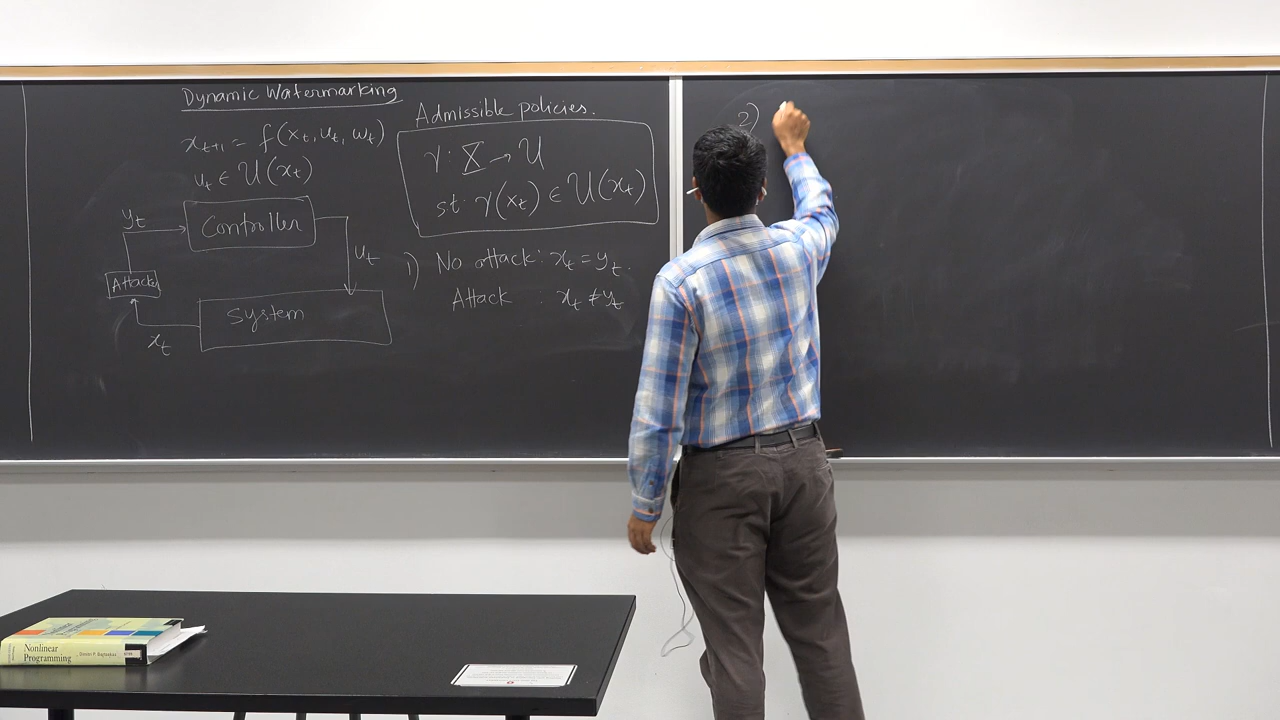 Dynamic Watermarking
x_{t+1} = f(x_t, u_t, w_t)
u_t ∈ U(x_t)
y_t
Controller
Attacker
u_t
System
x_t
Admissible policies.
γ: X → U
st. γ(x_t) ∈ U(x_t)
1) No attack: x_t = y_t.
Attack : x_t ≠ y_t
2)
Nonlinear
Programming
Dimitri P. Bertsekas